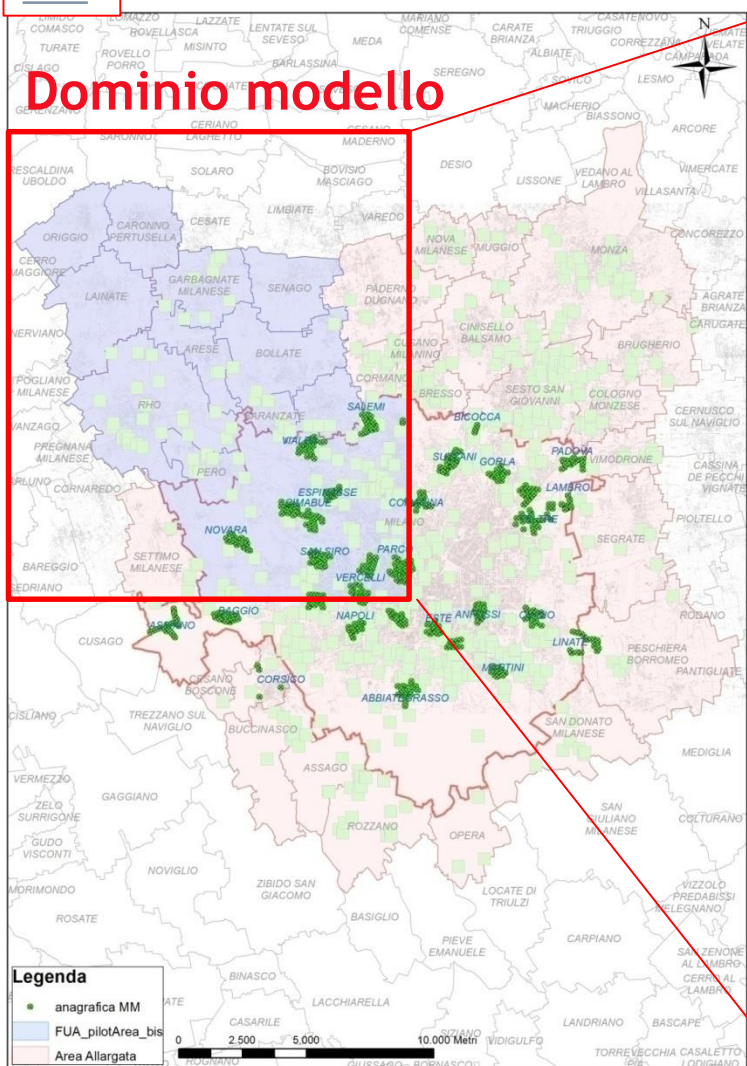 LIMIDO COMASCO
LOMAZZO
ROVELLASCA
LAZZATE
LENTATE SUL SEVESO
MARIANO COMENSE
CARATE BRIANZA
CASATENOVO
TRIUGGIO
CORREZZANA
N
TURATE
ROVELLO PORRO
MISINTO
MEDA
ALBIATE
CISLAGO
BARLASSINA
SEREGNO
SOVICO
LESMO
Dominio modello
MACHERIO
BIASSONO
GERENZANO
CERIANO LAGHETTO
SARONNO
CESANO MADERNO
ARCORE
RESCALDINA
UBOLDO
SOLARO
BOVISIO MASCIAGO
DESIO
LISSONE
VEDANO AL LAMBRO
VERCATE
VILLASANTA
ORIGGIO
CARONNO PERTUSELLA
CESATE
LIMBIATE
VAREDO
NOVA MILANESE
MUGGIO
MONZA
CONCOREZZO
CERRO MAGGIORE
LAINATE
GARBAGNATE MILANESE
SENAGO
PADERNO DUGNANO
AGRATE BRIANZA
CARUGATE
NERVIANO
ARESE
BOLLATE
CUSANO MILANINO
CINISELLO BALSAMO
BRUGHERIO
POGLIANO MILANESE
RHO
CORMANO
BRESSO
SESTO SAN GIOVANNI
COLOGNO MONZESE
CERNUSCO SUL NAVIGLIO
VANZAGO
PREGNANA MILANESE
BARANZATE
SALEMI
BICOCCA
PERO
SUZZANI
GORLA
PADOVA
VIMODRONE
CASSINA DE PECCHI
VIGNATE
CORNAREDO
ESPINASSE
CIMABUE
COMASINA
LAMBRO
MILANO
PIOLTELLO
NOVARA
SETTIMO MILANESE
SAN SIRO
PARCO
SEGRATE
BAREGGIO
SEDRIANO
VERCELLI
CUSAGO
BAGGIO
NAPOLI
ESTE
LINATE
RODANO
PESCHIERA BORROMEO
PANTIGLIATE
CESANO BOSCONE
CORSICO
MARTINI
ABBIATEGRASSO
CISLIANO
TREZZANO SUL NAVIGLIO
BUCCINASCO
SAN DONATO MILANESE
MEDIGLIA
VERMEZZO
GAGGIANO
ASSAGO
ZELO SURRIGONE
ROZZANO
OPERA
SAN GIULIANO MILANESE
COLTURANO
GUDO VISCONTI
NOVIGLIO
ZIBIDO SAN GIACOMO
LOCATE DI TRIULZI
VIZZOLO PREDABISSI
MELEGNANO
MORIMONDO
ROSATE
BASIGLIO
PIEVE EMANUELE
CARPIANO
SAN ZENONE AL LAMBRO
CERRO AL LAMBRO
Legenda
BINASCO
anagrafica MM
LACCHIARELLA
FUA_pilotArea_bis
CASARILE
SIZIANO
VIDIGULFO
LANDRIANO
BASCAPE
Area Allargata
0 2.500 5.000 10.000 Metri
ROGNANO
BORNASCO
TORREVECCHIA
CASALETTO LODIGIANO